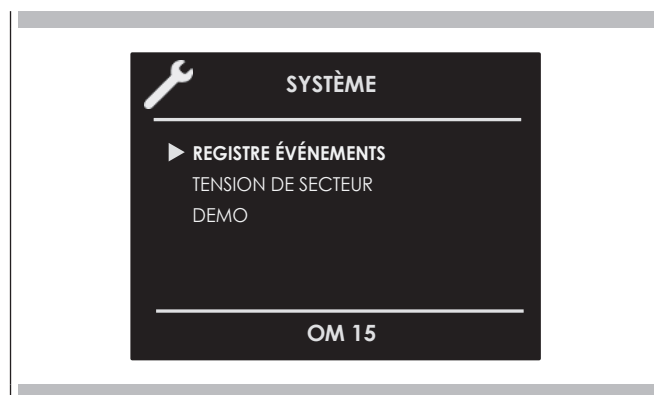 SYSTÈME
REGISTRE ÉVÉNEMENTS
TENSION DE SECTEUR
DEMO
OM 15